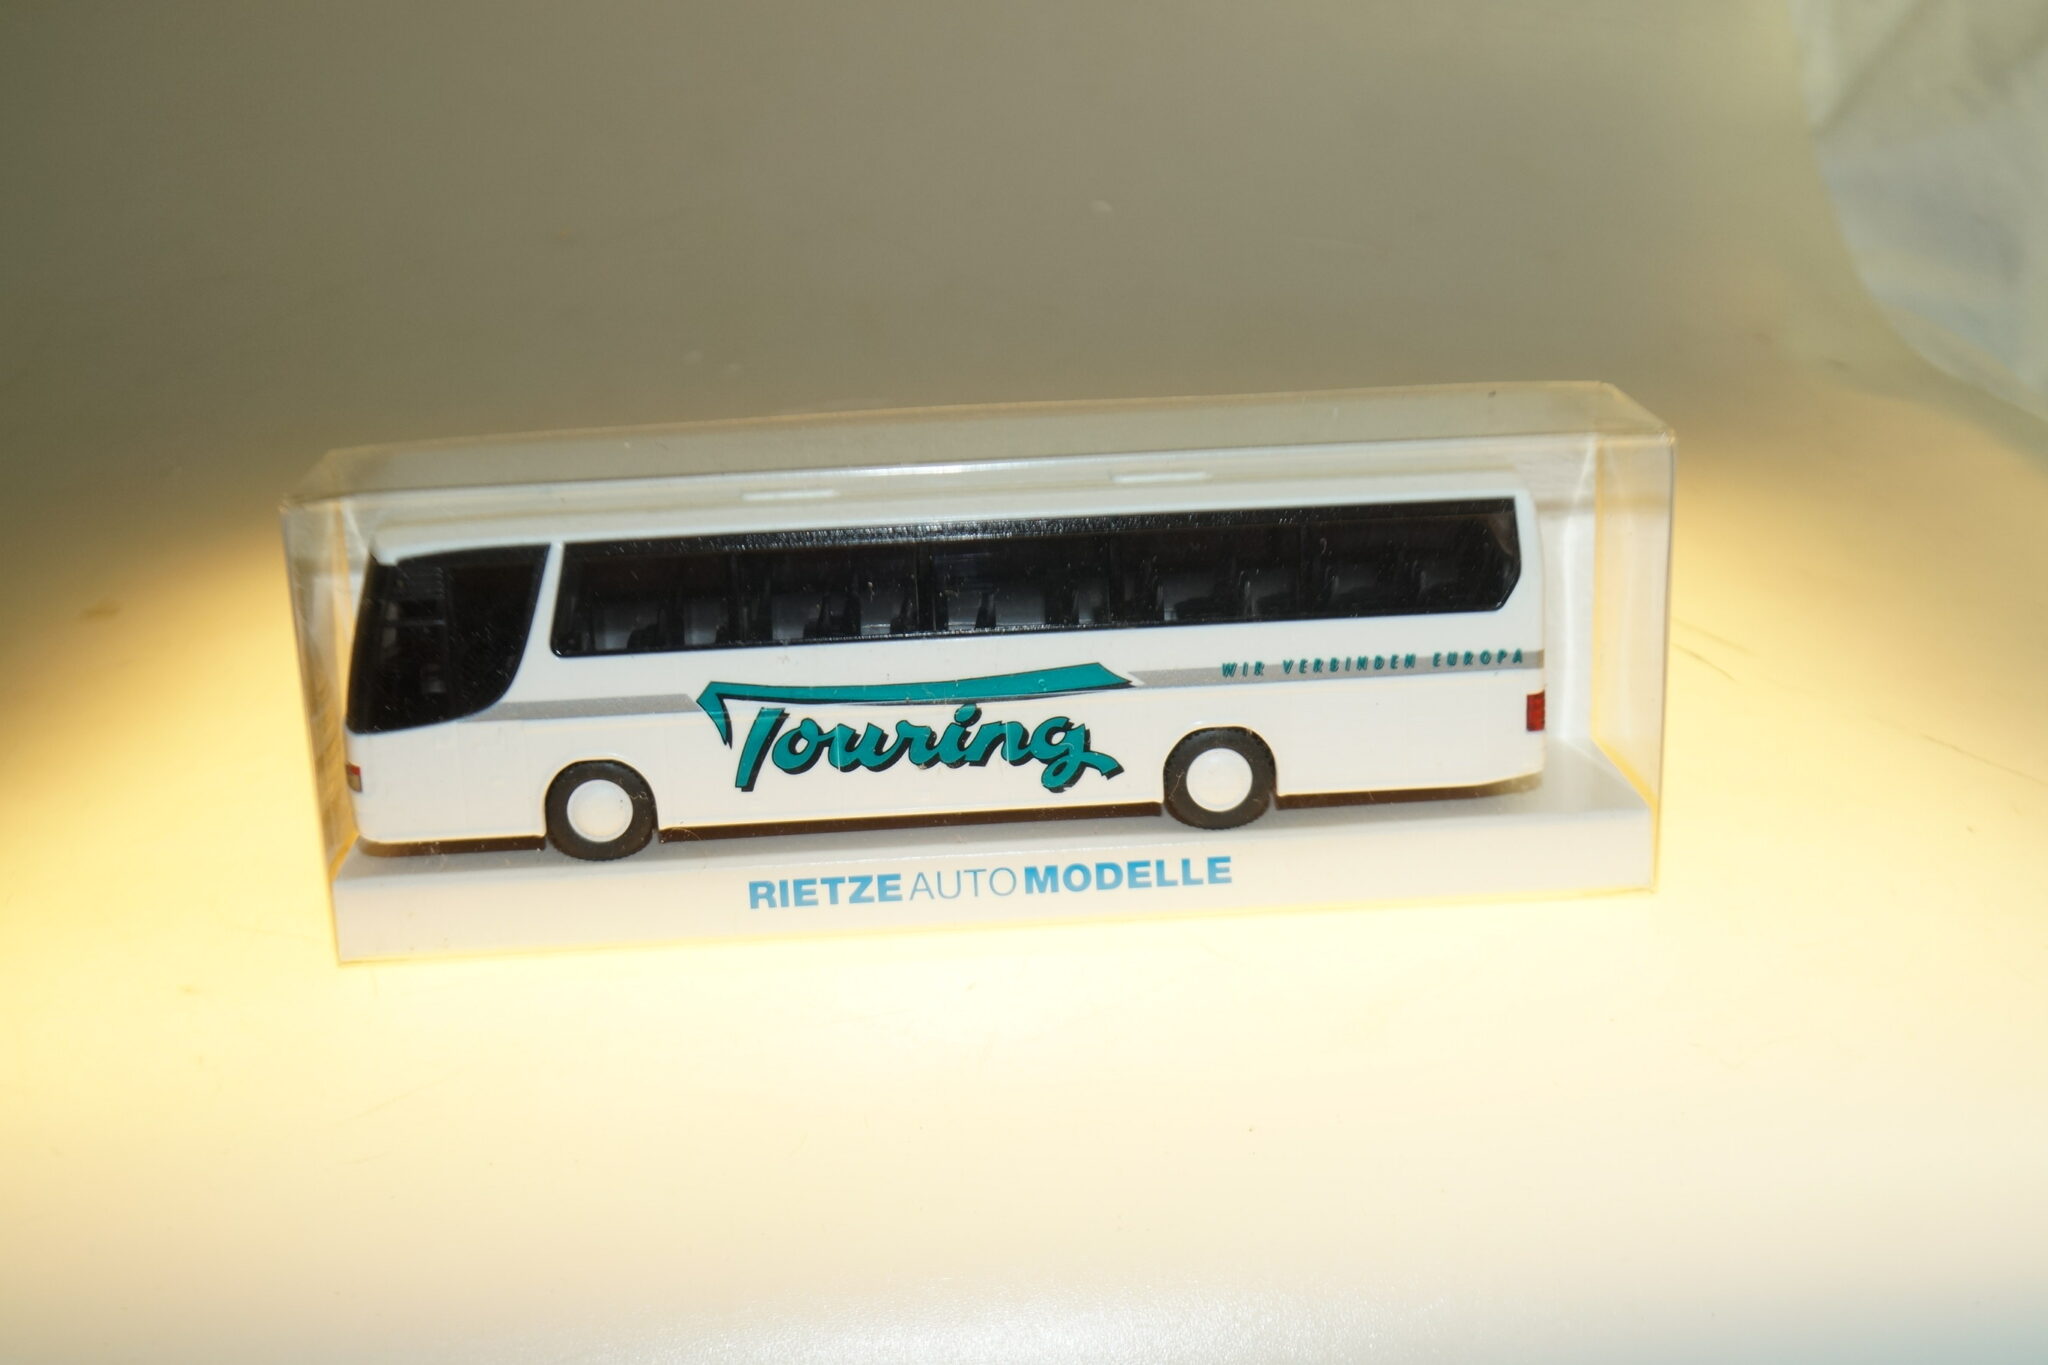 WIR VERBINDEN EUROPA
Touring
RIETZE AUTO MODELLE